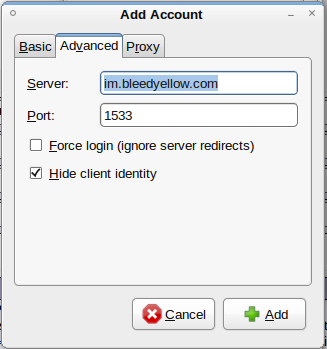 Add Account
Basic Advanced Proxy
Server: im.bleedyellow.com
Port: 1533
Force login (ignore server redirects)
Hide client identity
Cancel Add